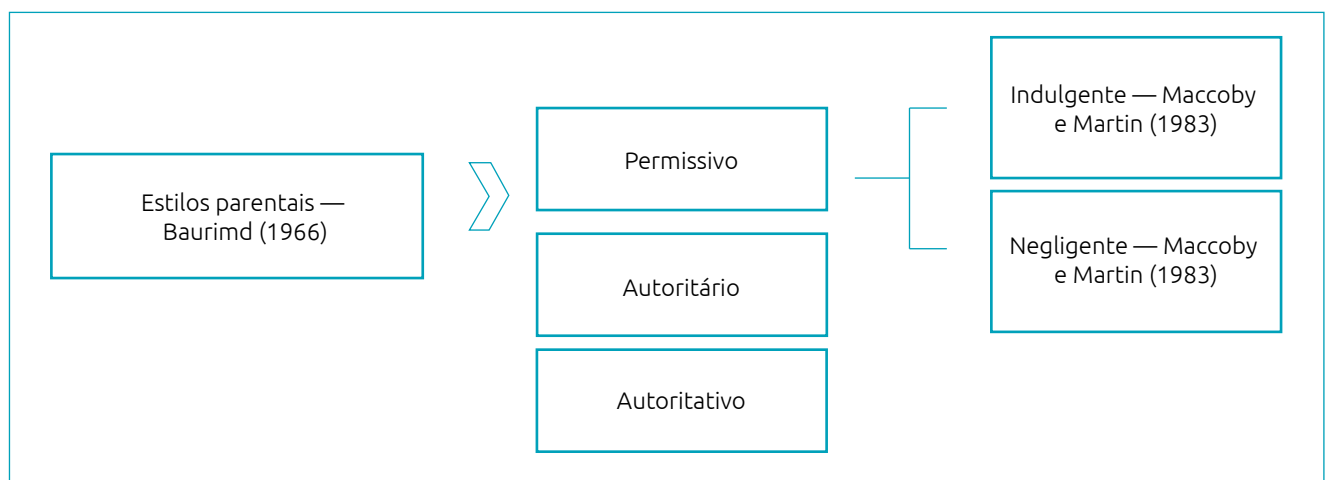 Estilos parentais —
Baurimd (1966)
Permissivo
Autoritário
Autoritativo
Indulgente — Maccoby
e Martin (1983)
Negligente — Maccoby
e Martin (1983)